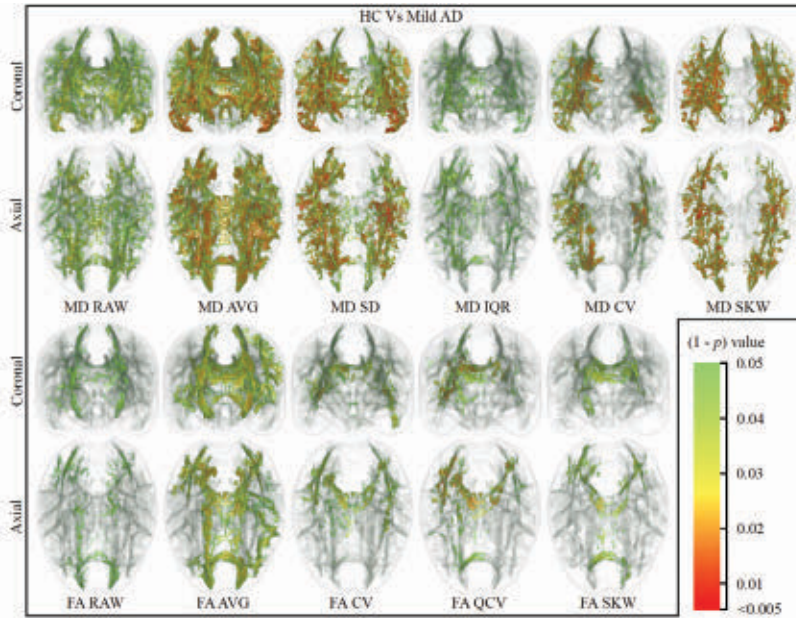 HC Vs Mild AD
Coronal
Axial
MD RAW MD AVG MD SD MD IQR MD CV MD SKW
Coronal
Axial
FA RAW FA AVG FA CV FA QCV FA SKW
(1 - p) value
0.05
0.04
0.03
0.02
0.01
<0.005